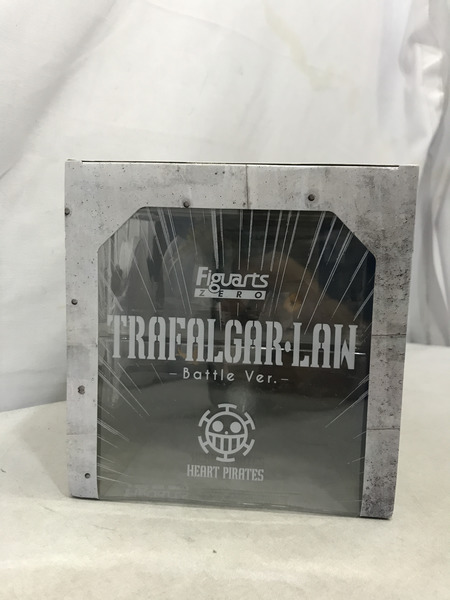 Figuarts
ZERO
TRAFALGAR·LAW
-Battle Ver.-
HEART PIRATES